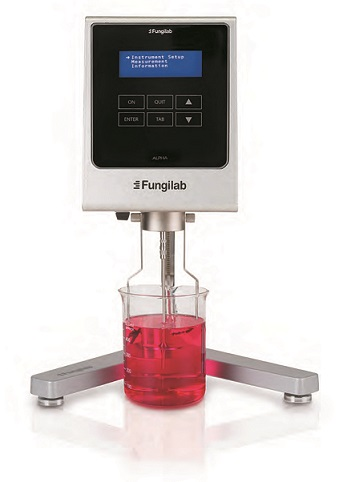 Fungilab
→Instrument Setup
Measurement
Information
ON QUIT ▲
ENTER TAB ▼
ALPHA
Fungilab